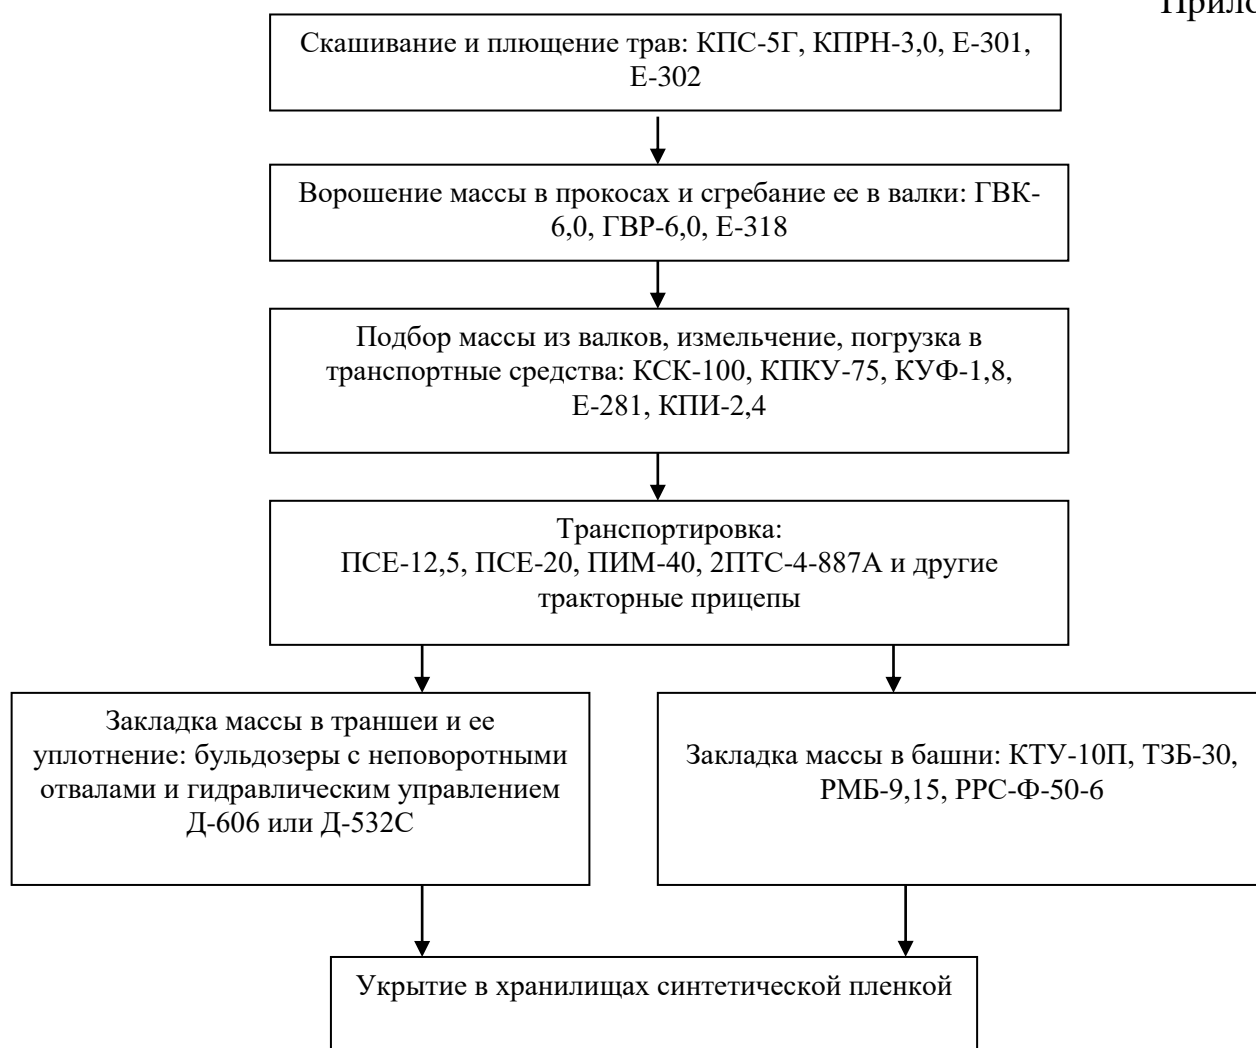 Прило
Скашивание и плющение трав: КПС-5Г, КПРН-3,0, Е-301,
Е-302
Ворошение массы в прокосах и сгребание ее в валки: ГВК-
6,0, ГВР-6,0, Е-318
Подбор массы из валков, измельчение, погрузка в
транспортные средства: КСК-100, КПКУ-75, КУФ-1,8,
Е-281, КПИ-2,4
Транспортировка:
ПСЕ-12,5, ПСЕ-20, ПИМ-40, 2ПТС-4-887А и другие
тракторные прицепы
Закладка массы в траншеи и ее
уплотнение: бульдозеры с неповоротными
отвалами и гидравлическим управлением
Д-606 или Д-532С
Закладка массы в башни: КТУ-10П, ТЗБ-30,
РМБ-9,15, РРС-Ф-50-6
Укрытие в хранилищах синтетической пленкой